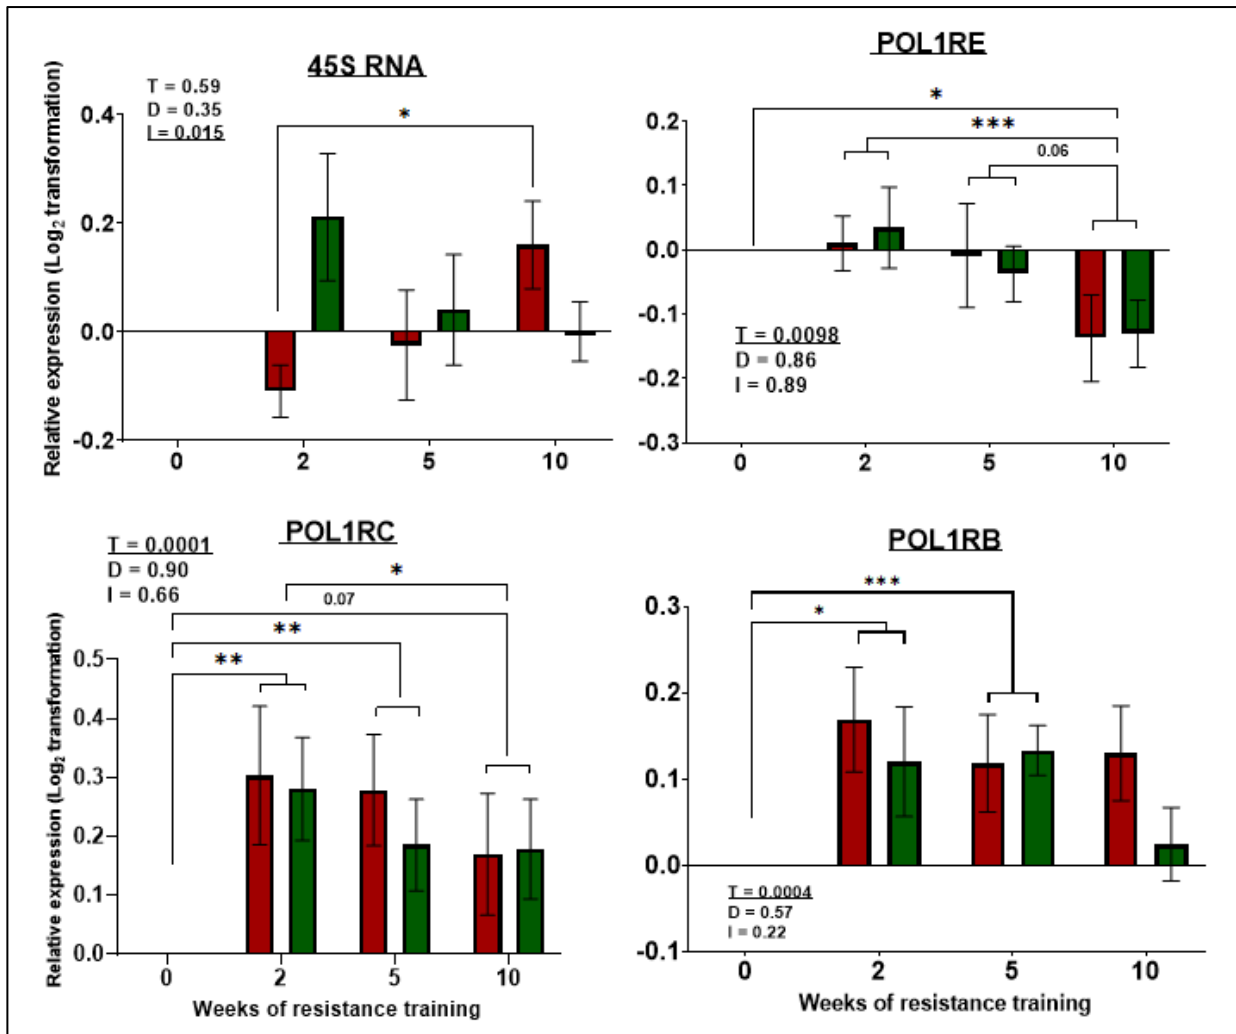 45S RNA
T = 0.59
D = 0.35
I = 0.015
*
Relative expression (Log2 transformation)
0.4
0.2
0.0
-0.2
0 2 5 10
POL1RE
*
***
0.06
0.2
0.1
0.0
-0.1
-0.2
-0.3
T = 0.0098
D = 0.86
I = 0.89
0 2 5 10
POL1RC
T = 0.0001
D = 0.90
I = 0.66
*
0.07
**
**
Relative expression (Log2 transformation)
0.5
0.4
0.3
0.2
0.1
0.0
0 2 5 10
Weeks of resistance training
POL1RB
***
*
0.3
0.2
0.1
0.0
-0.1
T = 0.0004
D = 0.57
I = 0.22
0 2 5 10
Weeks of resistance training